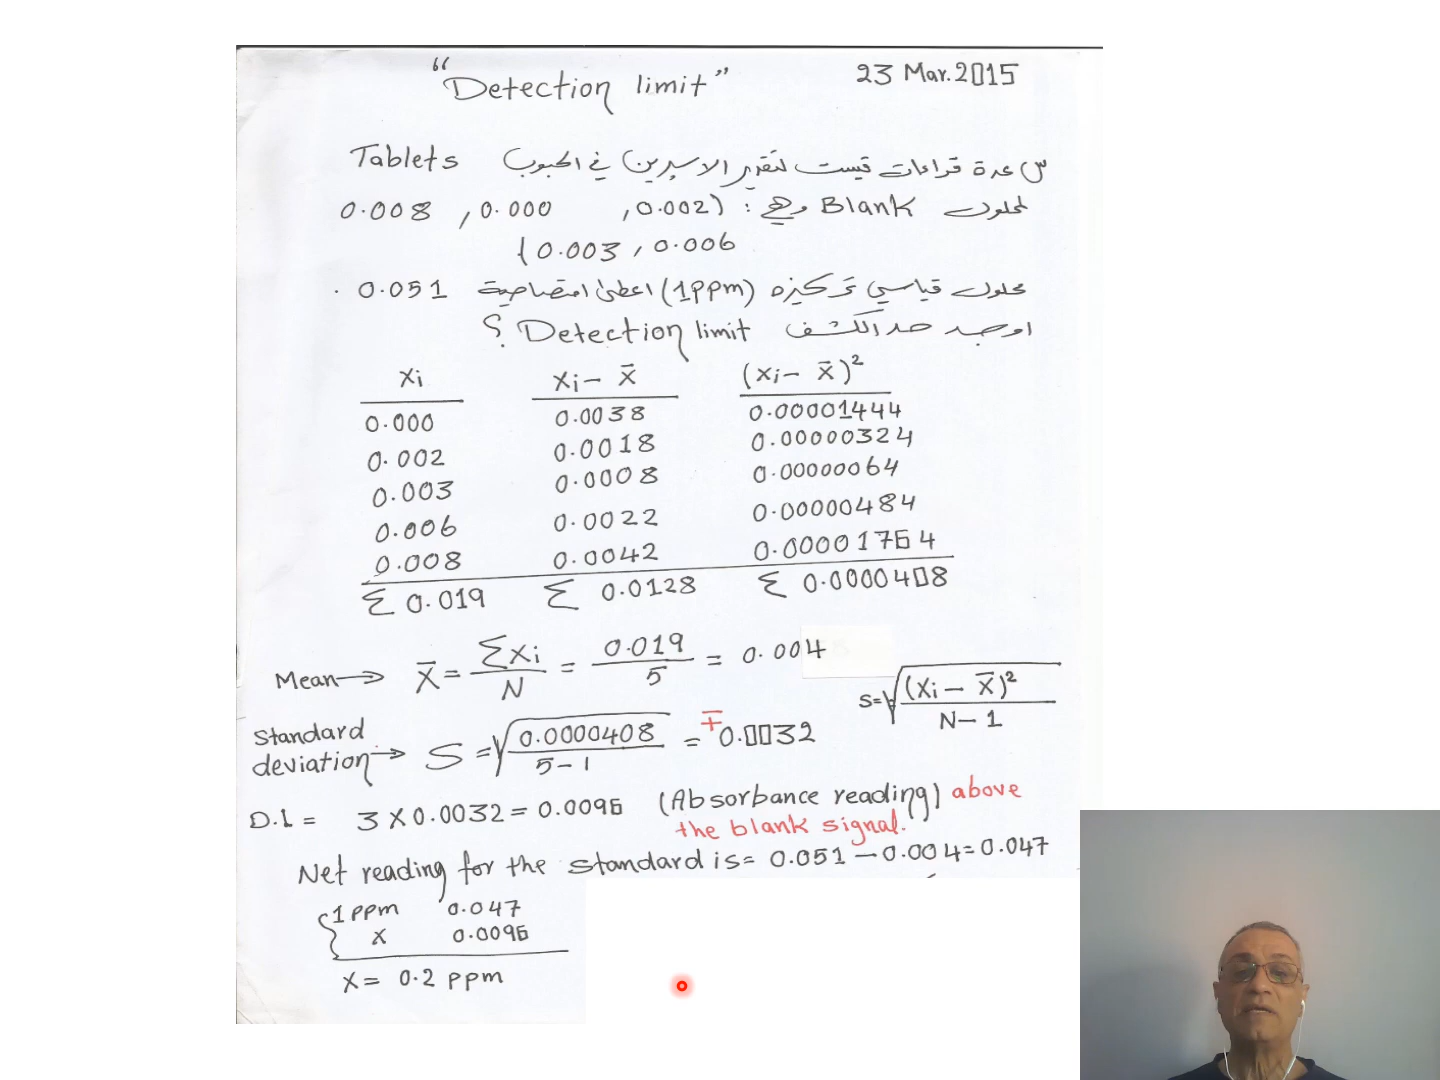 "Detection limit" 23 Mar. 2015
س عدة قراءات قيست لتقدير الاسبرين في الحبوب Tablets
لمحلول Blank وهي: (0.002, 0.000, 0.008
0.006, 0.003)
محلول قياسي تركيزه (1ppm) اعطى امتصاصية 0.051.
اوجد حد الكشف Detection limit ؟
Xi Xi − X̄ (Xi − X̄)²
0.000 0.0038 0.00001444
0.002 0.0018 0.00000324
0.003 0.0008 0.00000064
0.006 0.0022 0.00000484
0.008 0.0042 0.00001764
Σ 0.019 Σ 0.0128 Σ 0.0000408
Mean → X̄ = ΣXi / N = 0.019 / 5 = 0.004
S = √((Xi − X̄)² / N − 1)
Standard deviation → S = √(0.0000408 / 5 − 1) = ∓0.0032
D.L = 3 X 0.0032 = 0.0096 (Absorbance reading) above
the blank signal.
Net reading for the standard is = 0.051 − 0.004 = 0.047
1 ppm 0.047
X 0.0096
X = 0.2 ppm